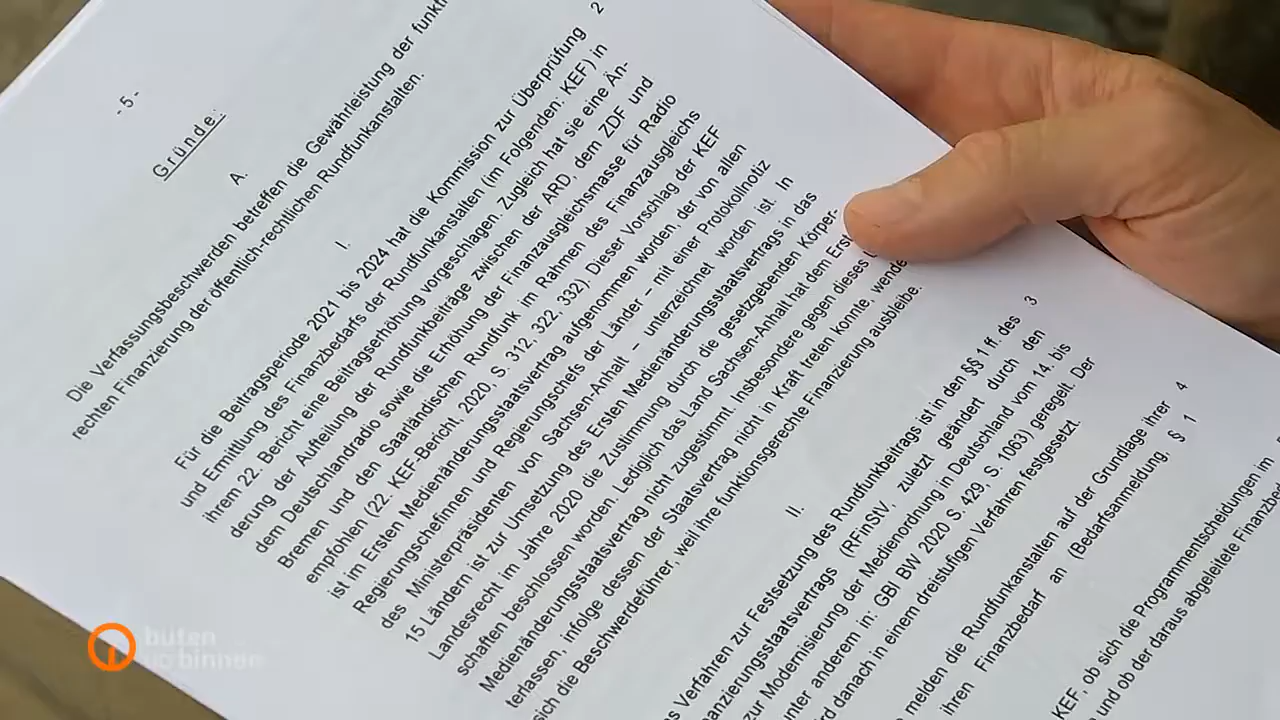 - 5 -
Gründe:
A.
Die Verfassungsbeschwerden betreffen die Gewährleistung der funkt
rechten Finanzierung der öffentlich-rechtlichen Rundfunkanstalten.
I.
Für die Beitragsperiode 2021 bis 2024 hat die Kommission zur Überprüfung 2
und Ermittlung des Finanzbedarfs der Rundfunkanstalten (im Folgenden: KEF) in
ihrem 22. Bericht eine Beitragserhöhung vorgeschlagen. Zugleich hat sie eine Än-
derung der Aufteilung der Rundfunkbeiträge zwischen der ARD, dem ZDF und
dem Deutschlandradio sowie die Erhöhung der Finanzausgleichsmasse für Radio
Bremen und den Saarländischen Rundfunk im Rahmen des Finanzausgleichs
empfohlen (22. KEF-Bericht, 2020, S. 312, 322, 332). Dieser Vorschlag der KEF
ist im Ersten Medienänderungsstaatsvertrag aufgenommen worden, der von allen
Regierungschefinnen und Regierungschefs der Länder – mit einer Protokollnotiz
des Ministerpräsidenten von Sachsen-Anhalt – unterzeichnet worden ist. In
15 Ländern ist zur Umsetzung des Ersten Medienänderungsstaatsvertrags in das
Landesrecht im Jahre 2020 die Zustimmung durch die gesetzgebenden Körper-
schaften beschlossen worden. Lediglich das Land Sachsen-Anhalt hat dem Erst
Medienänderungsstaatsvertrag nicht zugestimmt. Insbesondere gegen dieses
terlassen, infolge dessen der Staatsvertrag nicht in Kraft treten konnte, wende
sich die Beschwerdeführer, weil ihre funktionsgerechte Finanzierung ausbleibe.
II.
s Verfahren zur Festsetzung des Rundfunkbeitrags ist in den §§ 1 ff. des 3
anzierungsstaatsvertrags (RFinStV, zuletzt geändert durch den
zur Modernisierung der Medienordnung in Deutschland vom 14. bis
unter anderem in: GBl BW 2020 S. 429, S. 1063) geregelt. Der
rd danach in einem dreistufigen Verfahren festgesetzt.
melden die Rundfunkanstalten auf der Grundlage ihrer 4
ihren Finanzbedarf an (Bedarfsanmeldung, § 1
KEF, ob sich die Programmentscheidungen im
und ob der daraus abgeleitete Finanzbe
buten
un binnen